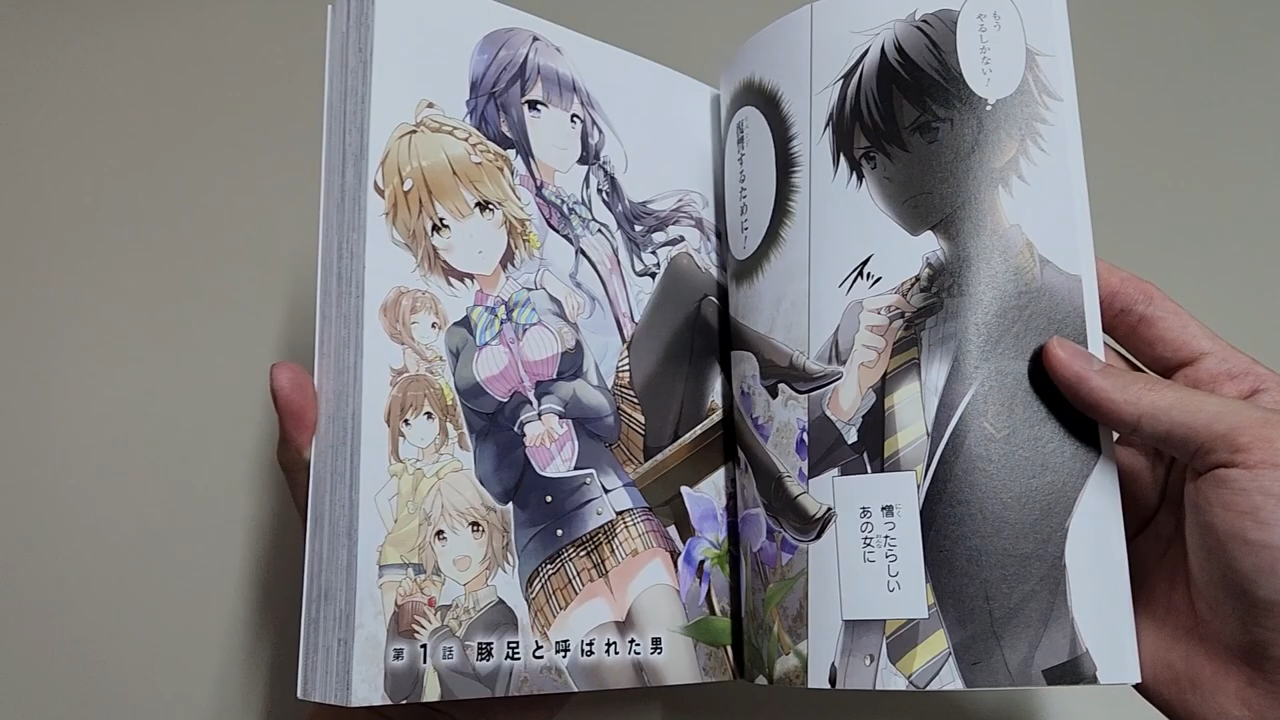 もう
やるしかない！
憎ったらしい
あの女に
復讐するために！
第1話 豚足と呼ばれた男